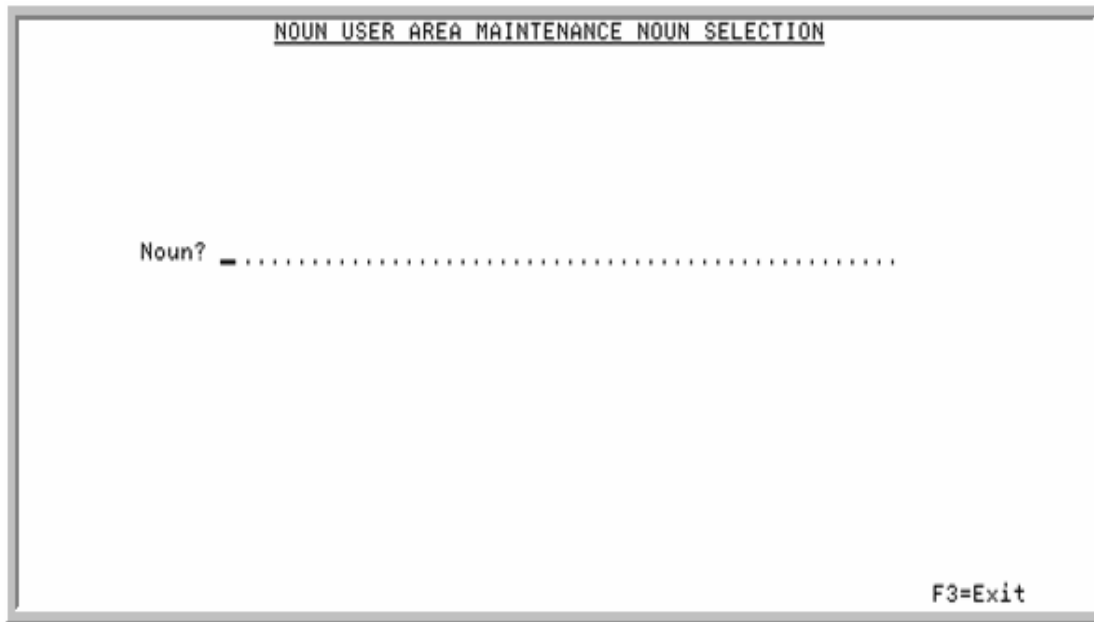 NOUN USER AREA MAINTENANCE NOUN SELECTION
Noun? _.................................................
F3=Exit